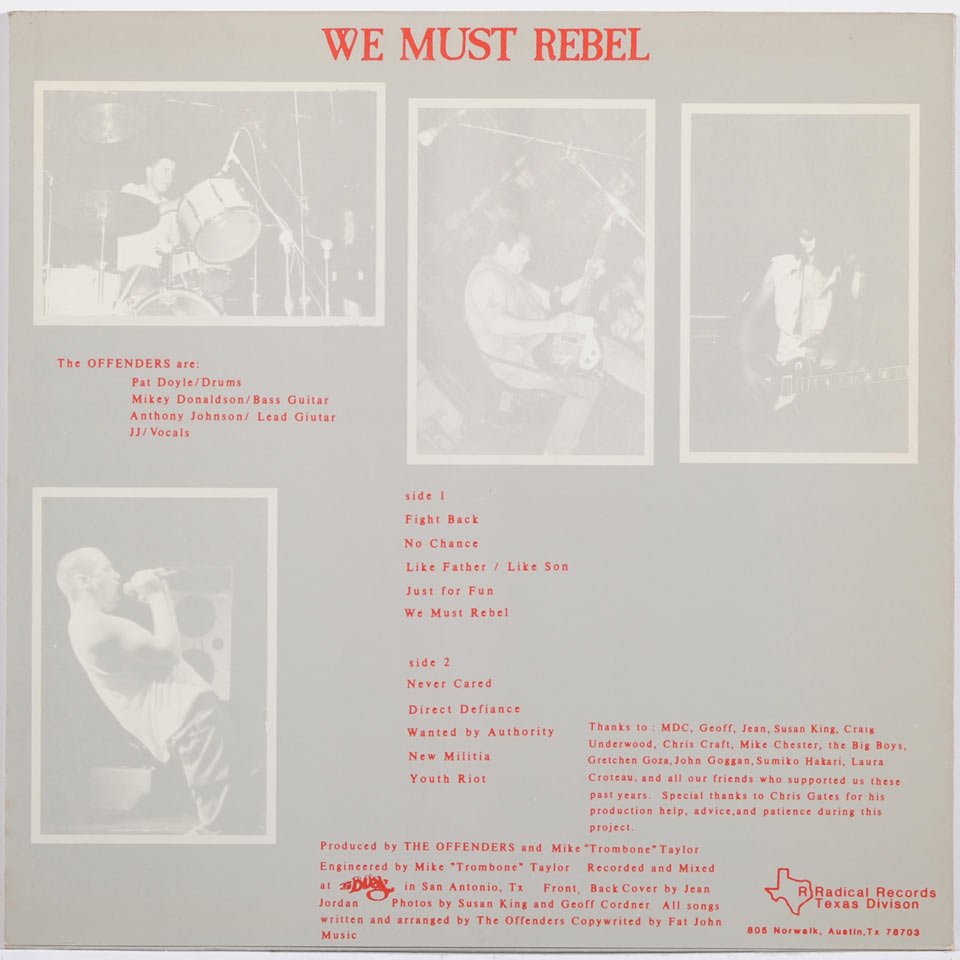 WE MUST REBEL
The OFFENDERS are:
Pat Doyle/Drums
Mikey Donaldson/Bass Guitar
Anthony Johnson/ Lead Giutar
JJ/Vocals
side 1
Fight Back
No Chance
Like Father / Like Son
Just for Fun
We Must Rebel
side 2
Never Cared
Direct Defiance
Wanted by Authority
New Militia
Youth Riot
Thanks to : MDC, Geoff, Jean, Susan King, Craig
Underwood, Chris Craft, Mike Chester, the Big Boys,
Gretchen Goza, John Goggan, Sumiko Hakari, Laura
Croteau, and all our friends who supported us these
past years. Special thanks to Chris Gates for his
production help, advice, and patience during this
project.
Produced by THE OFFENDERS and Mike "Trombone" Taylor
Engineered by Mike "Trombone" Taylor Recorded and Mixed
at in San Antonio, Tx Front, Back Cover by Jean
Jordan Photos by Susan King and Geoff Cordner All songs
written and arranged by The Offenders Copywrited by Fat John
Music
R Radical Records
Texas Divison
805 Norwalk, Austin, Tx 78703